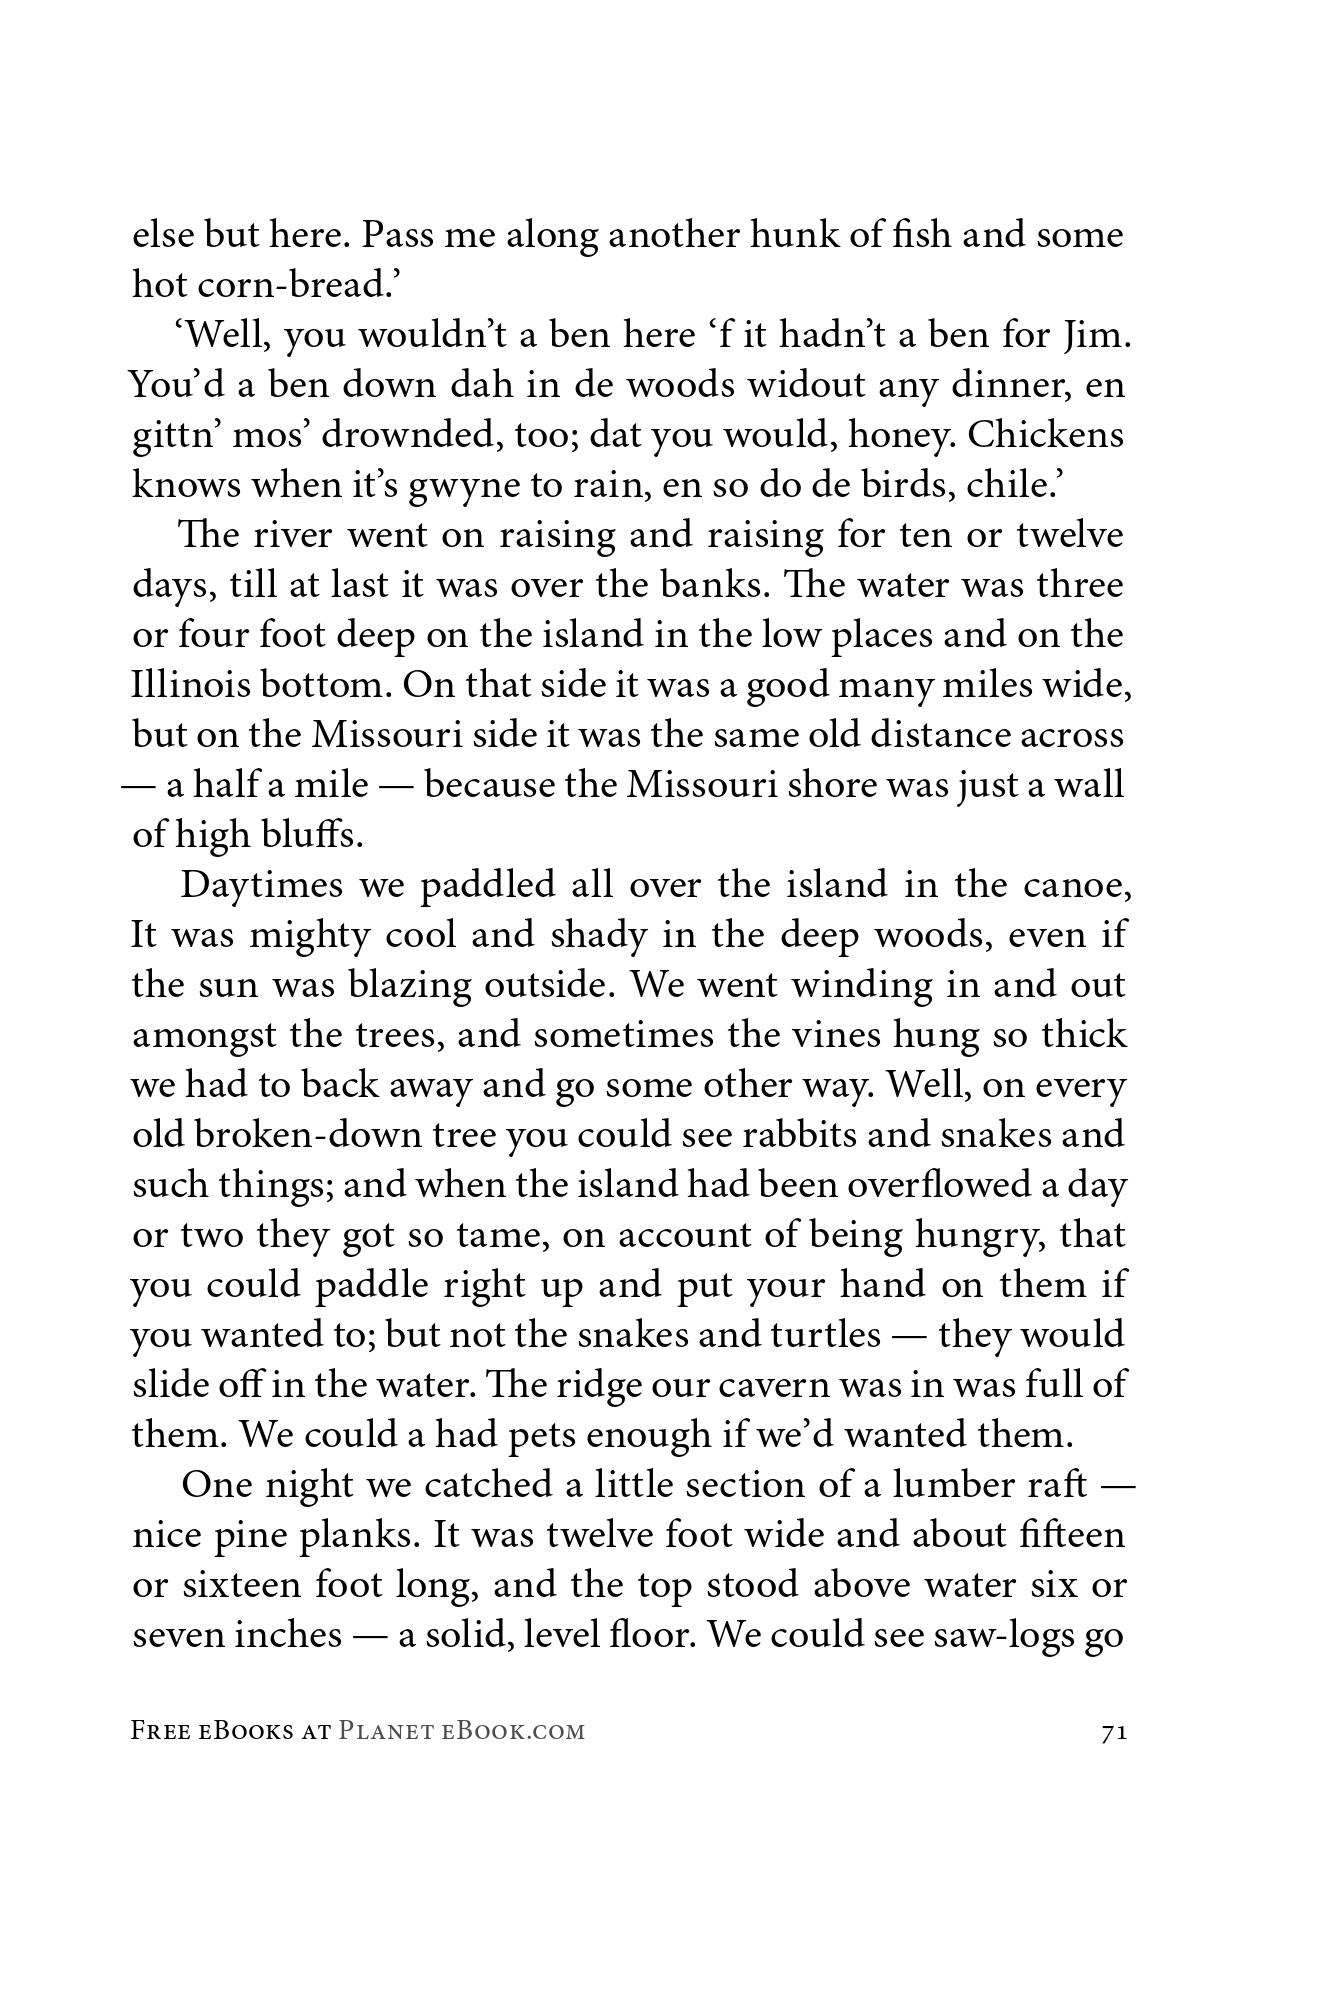 else but here. Pass me along another hunk of fish and some
hot corn-bread.’
‘Well, you wouldn’t a ben here ‘f it hadn’t a ben for Jim.
You’d a ben down dah in de woods widout any dinner, en
gittn’ mos’ drownded, too; dat you would, honey. Chickens
knows when it’s gwyne to rain, en so do de birds, chile.’
The river went on raising and raising for ten or twelve
days, till at last it was over the banks. The water was three
or four foot deep on the island in the low places and on the
Illinois bottom. On that side it was a good many miles wide,
but on the Missouri side it was the same old distance across
— a half a mile — because the Missouri shore was just a wall
of high bluffs.
Daytimes we paddled all over the island in the canoe,
It was mighty cool and shady in the deep woods, even if
the sun was blazing outside. We went winding in and out
amongst the trees, and sometimes the vines hung so thick
we had to back away and go some other way. Well, on every
old broken-down tree you could see rabbits and snakes and
such things; and when the island had been overflowed a day
or two they got so tame, on account of being hungry, that
you could paddle right up and put your hand on them if
you wanted to; but not the snakes and turtles — they would
slide off in the water. The ridge our cavern was in was full of
them. We could a had pets enough if we’d wanted them.
One night we catched a little section of a lumber raft —
nice pine planks. It was twelve foot wide and about fifteen
or sixteen foot long, and the top stood above water six or
seven inches — a solid, level floor. We could see saw-logs go
Free eBooks at Planet eBook.com 71